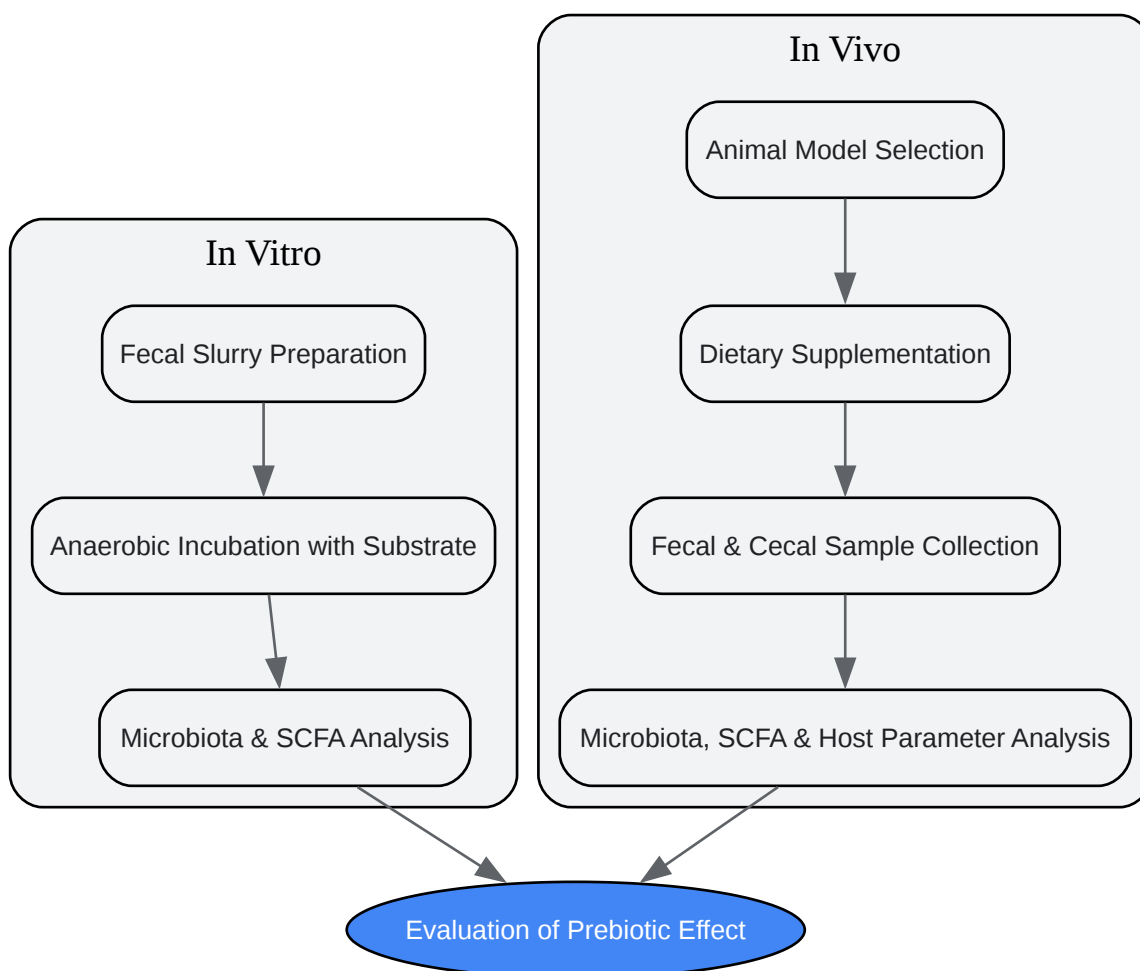 In Vitro
Fecal Slurry Preparation
Anaerobic Incubation with Substrate
Microbiota & SCFA Analysis
In Vivo
Animal Model Selection
Dietary Supplementation
Fecal & Cecal Sample Collection
Microbiota, SCFA & Host Parameter Analysis
Evaluation of Prebiotic Effect